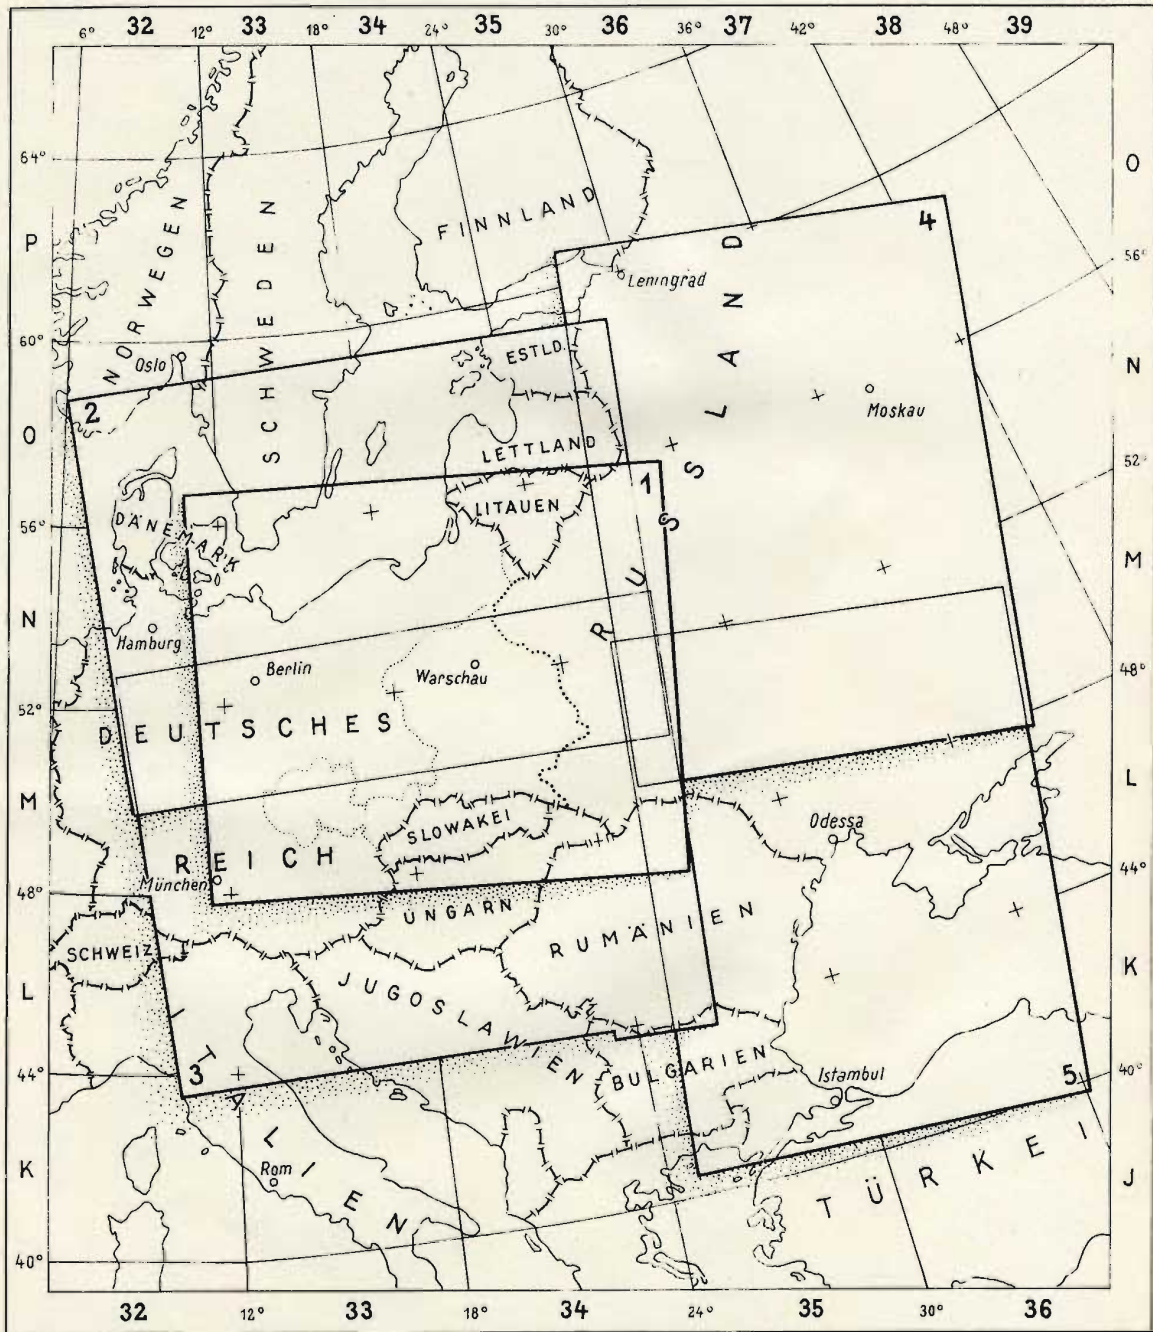 32 33 34 35 36 37 38 39
6° 12° 18° 24° 30° 36° 42° 48°
64°
60°
56°
52°
48°
44°
40°
P
O
N
M
L
K
O
N
M
L
K
J
56°
52°
48°
44°
40°
NORWEGEN
SCHWEDEN
FINNLAND
Leningrad
4
Oslo
ESTLD.
RUSSLAND
Moskau
2
LETTLAND
1
LITAUEN
DÄNEMARK
Hamburg
Berlin
Warschau
DEUTSCHES
REICH
SLOWAKEI
Odessa
München
UNGARN
RUMÄNIEN
SCHWEIZ
JUGOSLAWIEN
ITALIEN
3
BULGARIEN
Istambul
5
Rom
TÜRKEI
32 12° 33 18° 34 24° 35 30° 36